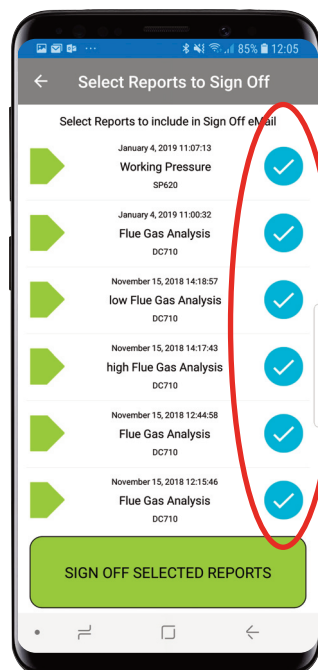 85% 12:05
Select Reports to Sign Off
Select Reports to include in Sign Off eMail
January 4, 2019 11:07:13
Working Pressure
SP620
January 4, 2019 11:00:32
Flue Gas Analysis
DC710
November 15, 2018 14:18:57
low Flue Gas Analysis
DC710
November 15, 2018 14:17:43
high Flue Gas Analysis
DC710
November 15, 2018 12:44:58
Flue Gas Analysis
DC710
November 15, 2018 12:15:46
Flue Gas Analysis
DC710
SIGN OFF SELECTED REPORTS